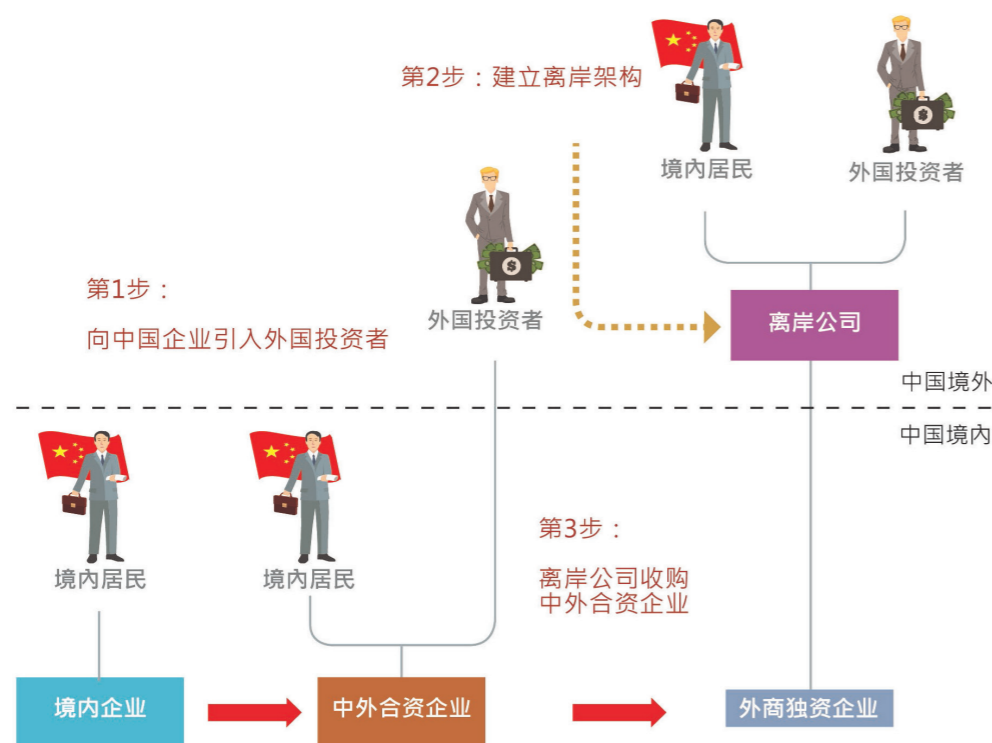 第2步：建立离岸架构
境內居民
外国投资者
第1步：
向中国企业引入外国投资者
外国投资者
离岸公司
中国境外
中国境內
境內居民
境內居民
第3步：
离岸公司收购
中外合资企业
境内企业
中外合资企业
外商独资企业